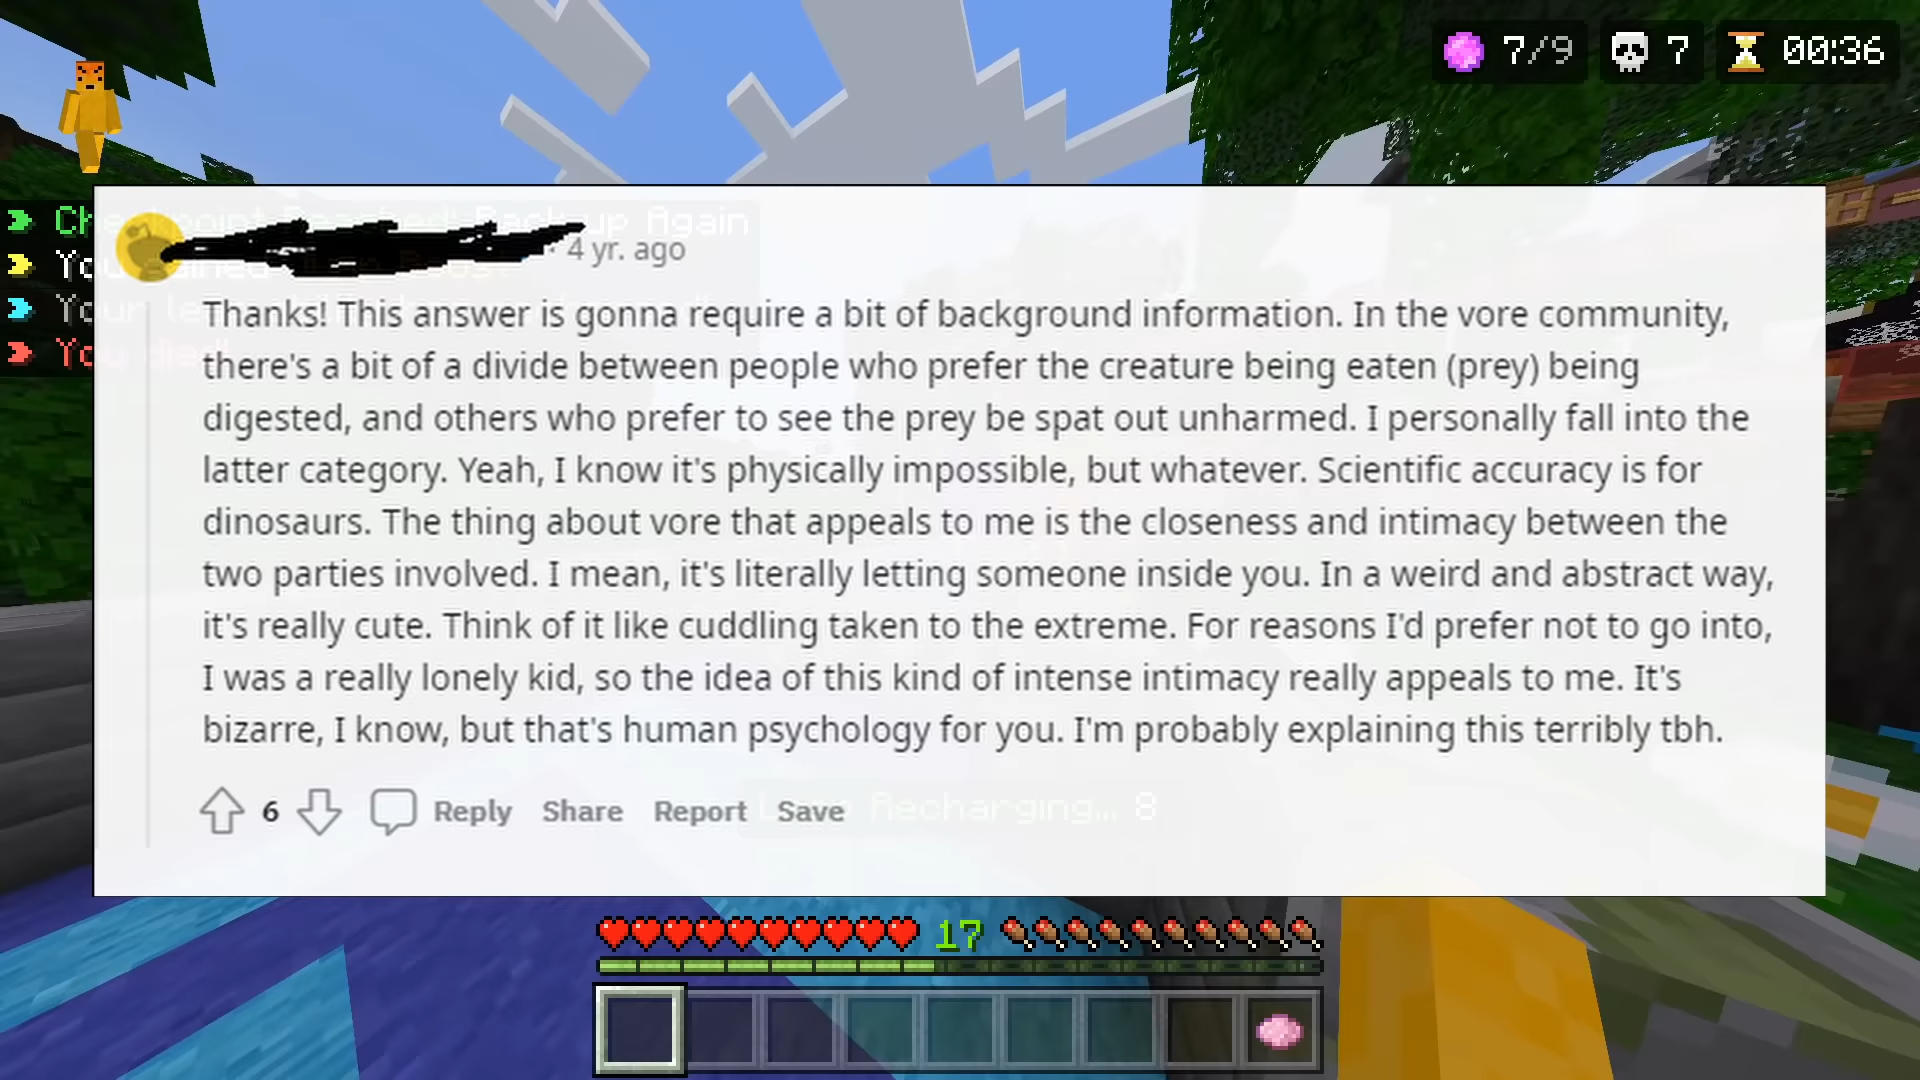 7/9
7
00:36
4 yr. ago
Thanks! This answer is gonna require a bit of background information. In the vore community,
there's a bit of a divide between people who prefer the creature being eaten (prey) being
digested, and others who prefer to see the prey be spat out unharmed. I personally fall into the
latter category. Yeah, I know it's physically impossible, but whatever. Scientific accuracy is for
dinosaurs. The thing about vore that appeals to me is the closeness and intimacy between the
two parties involved. I mean, it's literally letting someone inside you. In a weird and abstract way,
it's really cute. Think of it like cuddling taken to the extreme. For reasons I'd prefer not to go into,
I was a really lonely kid, so the idea of this kind of intense intimacy really appeals to me. It's
bizarre, I know, but that's human psychology for you. I'm probably explaining this terribly tbh.
6 Reply Share Report Save
Recharging... 8
Up Again
You died!
17